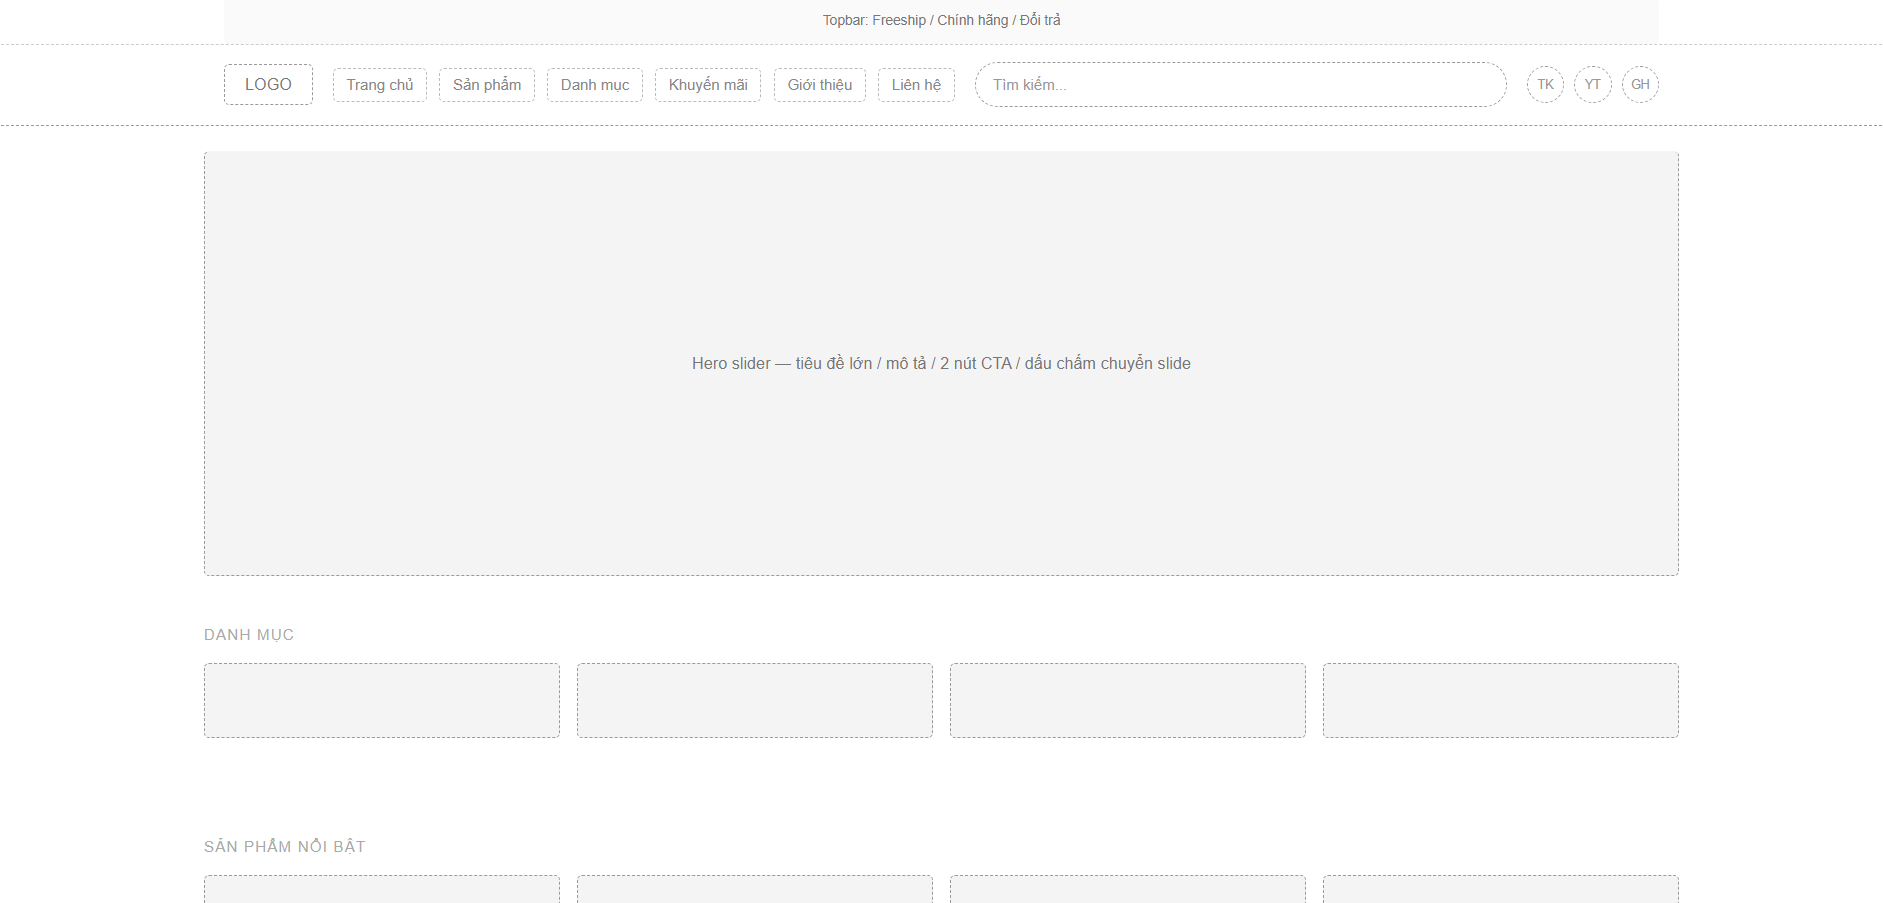 Topbar: Freeship / Chính hãng / Đổi trả
LOGO
Trang chủ
Sản phẩm
Danh mục
Khuyến mãi
Giới thiệu
Liên hệ
Tìm kiếm...
TK
YT
GH
Hero slider — tiêu đề lớn / mô tả / 2 nút CTA / dấu chấm chuyển slide
DANH MỤC
SẢN PHẨM NỔI BẬT